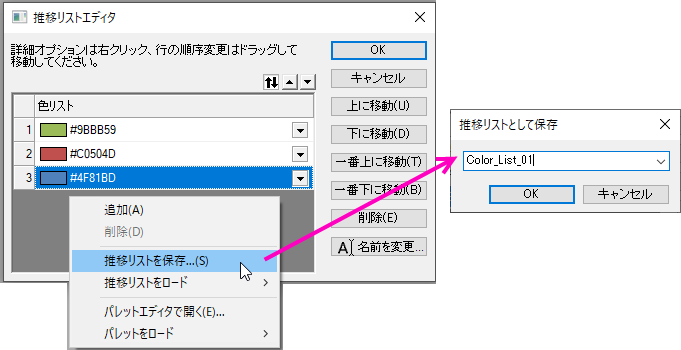 推移リストエディタ
詳細オプションは右クリック、行の順序変更はドラッグして
移動してください。
色リスト
1 #9BBB59
2 #C0504D
3 #4F81BD
OK
キャンセル
上に移動(U)
下に移動(D)
一番上に移動(T)
一番下に移動(B)
削除(E)
A 名前を変更...
追加(A)
削除(D)
推移リストを保存...(S)
推移リストをロード
パレットエディタで開く(E)...
パレットをロード
推移リストとして保存
Color_List_01
OK
キャンセル